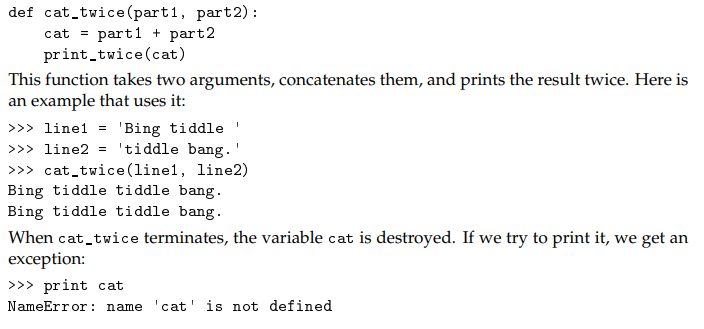 def cat_twice(part1, part2):
    cat = part1 + part2
    print_twice(cat)
This function takes two arguments, concatenates them, and prints the result twice. Here is
an example that uses it:
>>> line1 = 'Bing tiddle '
>>> line2 = 'tiddle bang.'
>>> cat_twice(line1, line2)
Bing tiddle tiddle bang.
Bing tiddle tiddle bang.
When cat_twice terminates, the variable cat is destroyed. If we try to print it, we get an
exception:
>>> print cat
NameError: name 'cat' is not defined